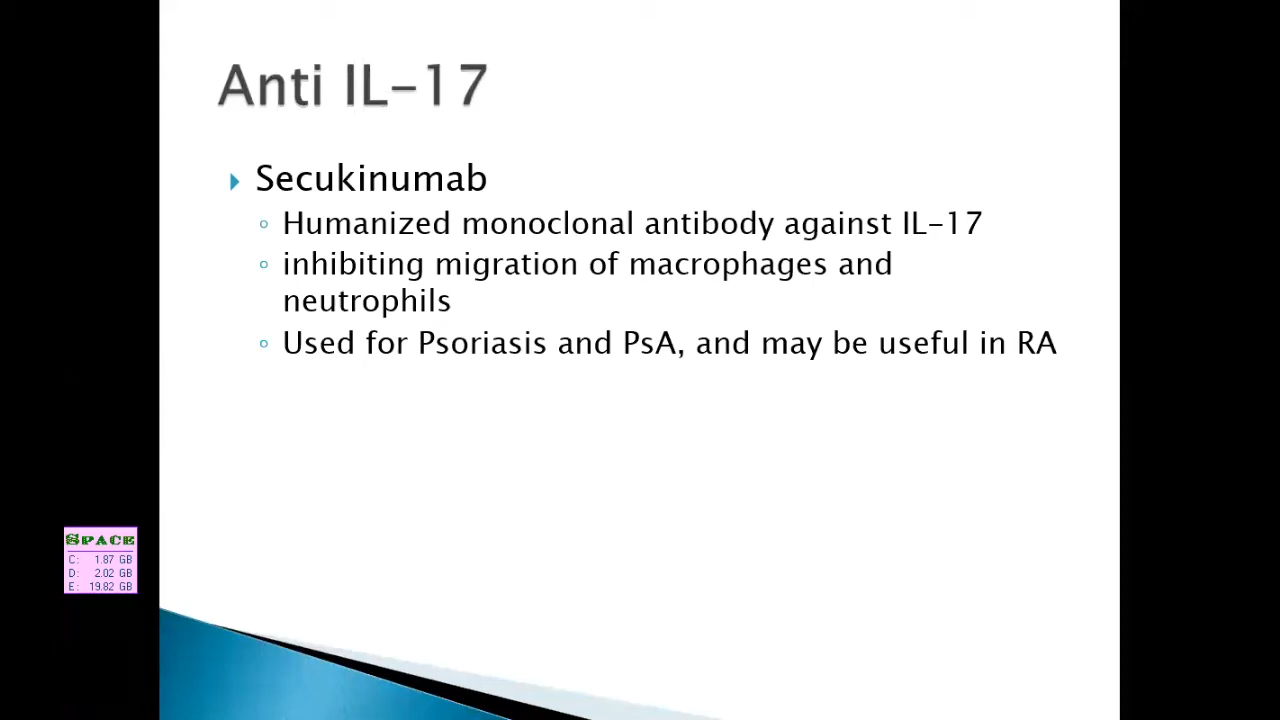 Anti IL-17
Secukinumab
Humanized monoclonal antibody against IL-17
inhibiting migration of macrophages and
neutrophils
Used for Psoriasis and PsA, and may be useful in RA
SPACE
C: 1.87 GB
D: 2.02 GB
E: 19.82 GB